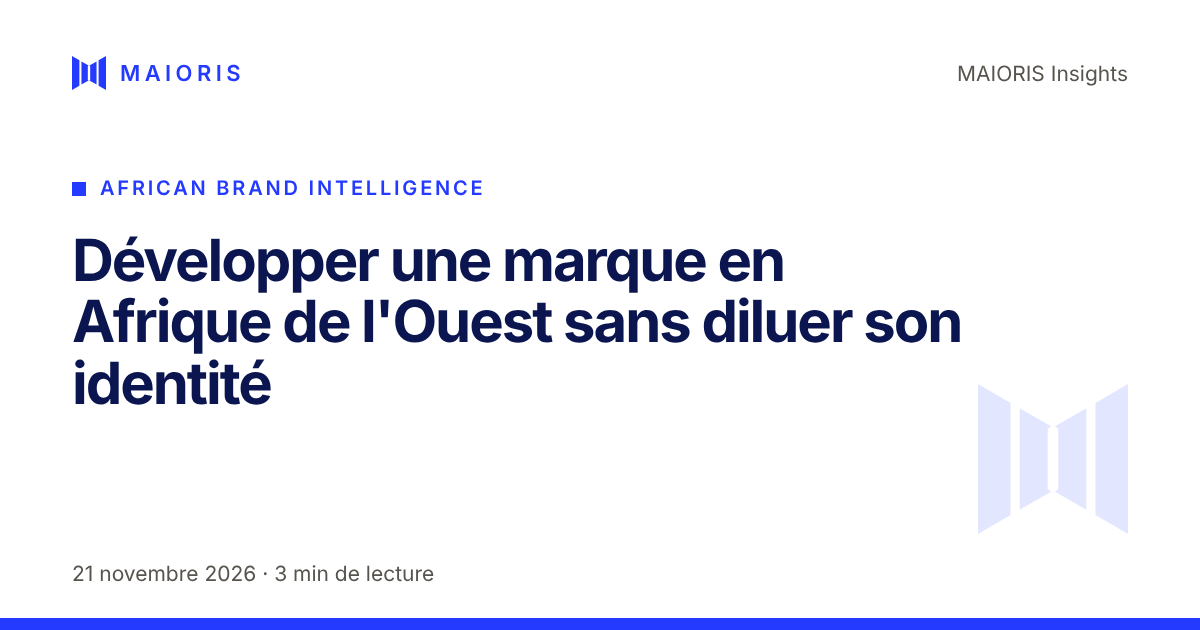 MAIORIS
MAIORIS Insights
AFRICAN BRAND INTELLIGENCE
Développer une marque en
Afrique de l'Ouest sans diluer son
identité
21 novembre 2026 · 3 min de lecture